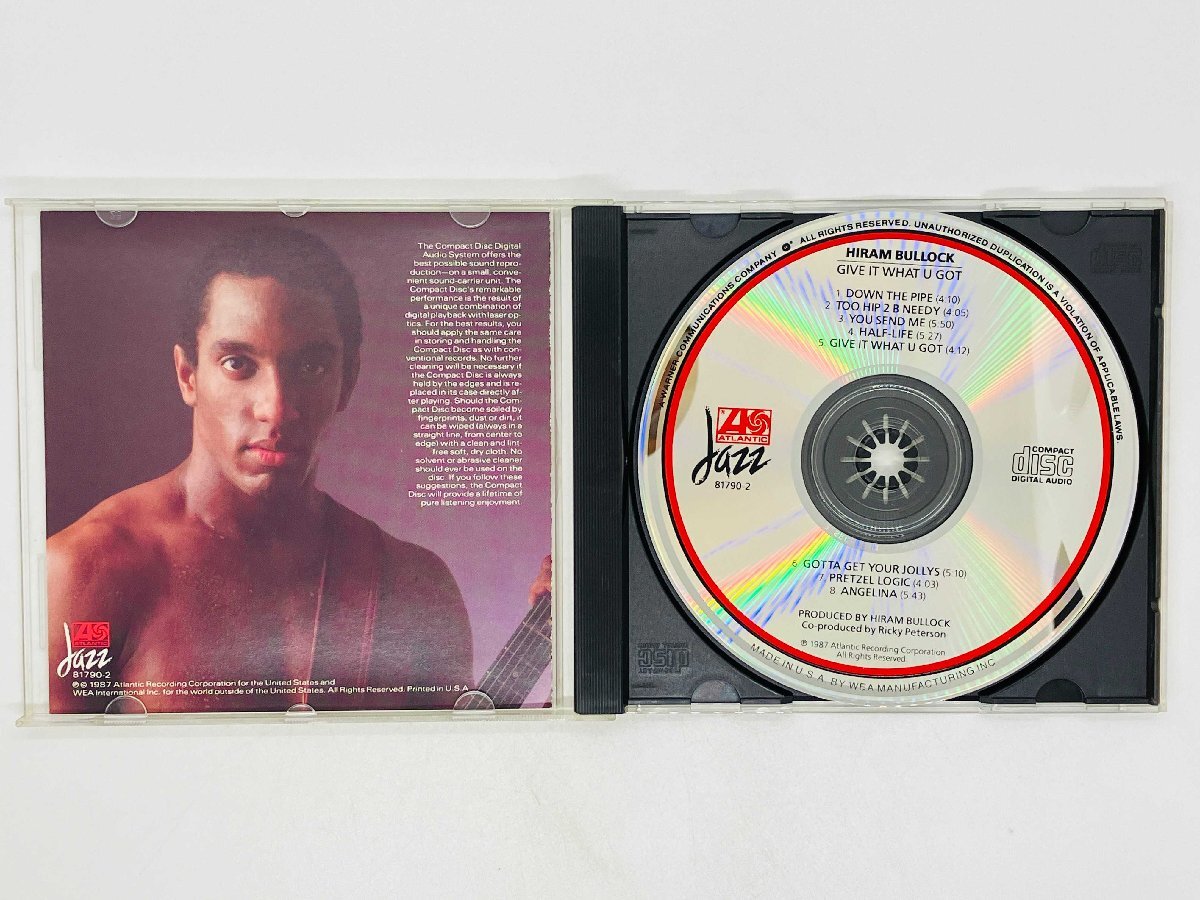 The Compact Disc Digital
Audio System offers the
best possible sound repro-
duction—on a small, conve-
nient sound-carrier unit. The
Compact Disc's remarkable
performance is the result of
a unique combination of
digital playback with laser op-
tics. For the best results, you
should apply the same care
in storing and handling the
Compact Disc as with con-
ventional records. No further
cleaning will be necessary if
the Compact Disc is always
held by the edges and is re-
placed in its case directly af-
ter playing. Should the Com-
pact Disc become soiled by
fingerprints, dust or dirt, it
can be wiped (always in a
straight line, from center to
edge) with a clean and lint-
free soft, dry cloth. No
solvent or abrasive cleaner
should ever be used on the
disc. If you follow these
suggestions, the Compact
Disc will provide a lifetime of
pure listening enjoyment.
ATLANTIC
Jazz
81790-2
℗© 1987 Atlantic Recording Corporation for the United States and
WEA International Inc. for the world outside of the United States. All Rights Reserved. Printed in U.S.A
A WARNER COMMUNICATIONS COMPANY ® ALL RIGHTS RESERVED. UNAUTHORIZED DUPLICATION IS A VIOLATION OF APPLICABLE LAWS.
HIRAM BULLOCK
GIVE IT WHAT U GOT
1. DOWN THE PIPE (4:10)
2. TOO HIP 2 B NEEDY (4:05)
3. YOU SEND ME (5:50)
4. HALF-LIFE (5:27)
5. GIVE IT WHAT U GOT (4:12)
ATLANTIC
Jazz
81790-2
COMPACT
disc
DIGITAL AUDIO
6. GOTTA GET YOUR JOLLYS (5:10)
7. PRETZEL LOGIC (4:03)
8. ANGELINA (5:43)
PRODUCED BY HIRAM BULLOCK
Co-produced by Ricky Peterson
℗ 1987 Atlantic Recording Corporation
All Rights Reserved
MADE IN U.S.A. BY WEA MANUFACTURING INC